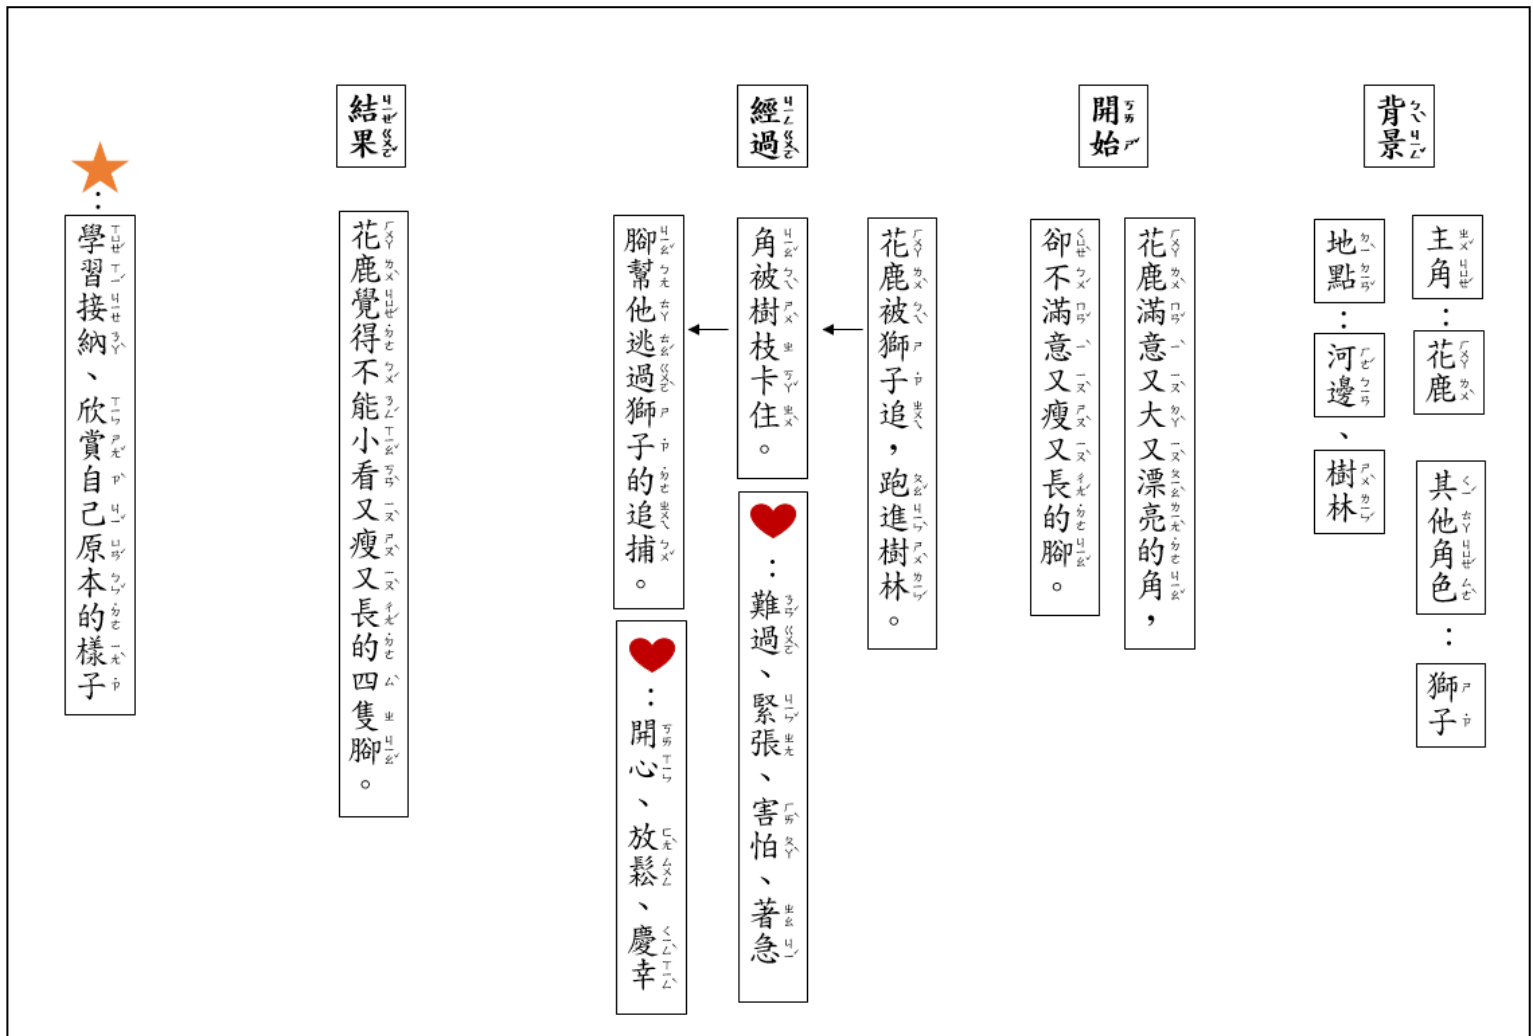 背景
主角：花鹿
其他角色：獅子
地點：河邊、樹林
開始
花鹿滿意又大又漂亮的角，
卻不滿意又瘦又長的腳。
經過
花鹿被獅子追，跑進樹林。
角被樹枝卡住。
：難過、緊張、害怕、著急
腳幫他逃過獅子的追捕。
：開心、放鬆、慶幸
結果
花鹿覺得不能小看又瘦又長的四隻腳。
：學習接納、欣賞自己原本的樣子